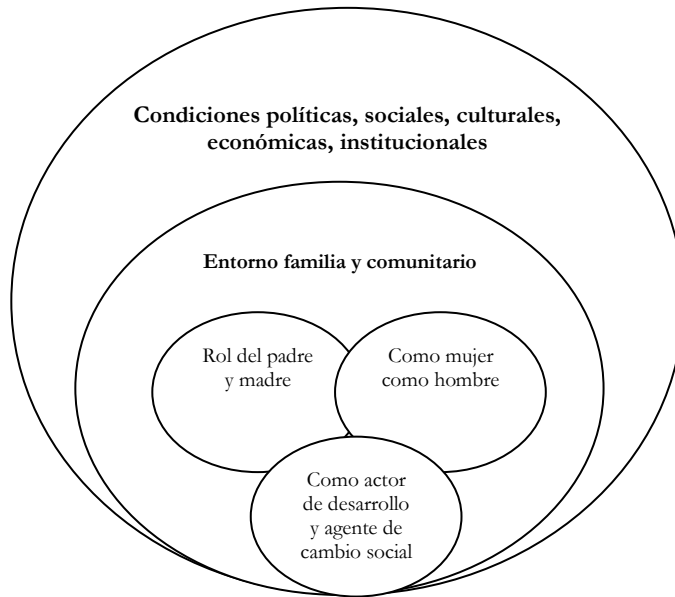 Condiciones políticas, sociales, culturales,
económicas, institucionales
Entorno familia y comunitario
Rol del padre
y madre
Como mujer
como hombre
Como actor
de desarrollo
y agente de
cambio social